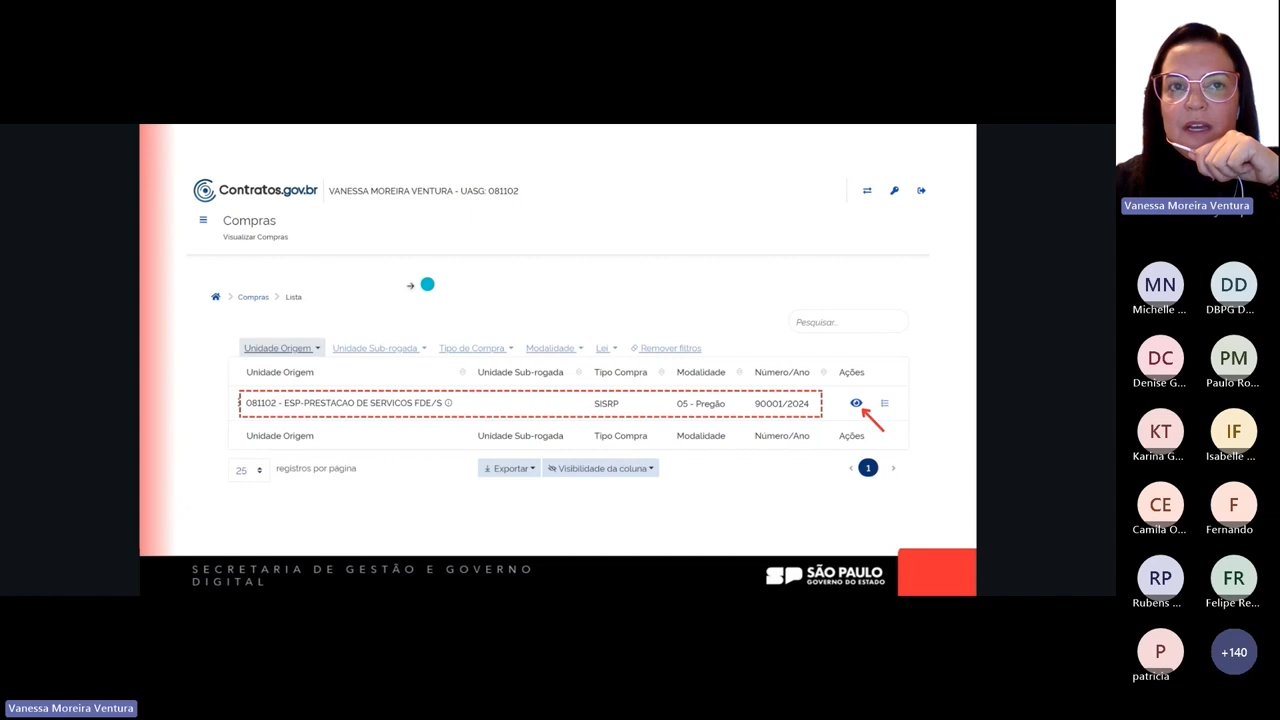 Contratos.gov.br
VANESSA MOREIRA VENTURA - UASG: 081102
Compras
Visualizar Compras
Compras
Lista
Pesquisar..
Unidade Origem
Unidade Sub-rogada
Tipo de Compra
Modalidade
Lei
Remover filtros
Unidade Origem
Unidade Sub-rogada
Tipo Compra
Modalidade
Número/Ano
Ações
081102 - ESP-PRESTACAO DE SERVICOS FDE/S
SISRP
05 - Pregão
90001/2024
Unidade Origem
Unidade Sub-rogada
Tipo Compra
Modalidade
Número/Ano
Ações
25
registros por página
Exportar
Visibilidade da coluna
1
SECRETARIA DE GESTÃO E GOVERNO
DIGITAL
SP
SÃO PAULO
GOVERNO DO ESTADO
Vanessa Moreira Ventura
MN
Michelle ...
DD
DBPG D...
DC
Denise G...
PM
Paulo Ro...
KT
Karina G...
IF
Isabelle ...
CE
Camila O...
F
Fernando
RP
Rubens ...
FR
Felipe Re...
P
patricia
+140
Vanessa Moreira Ventura